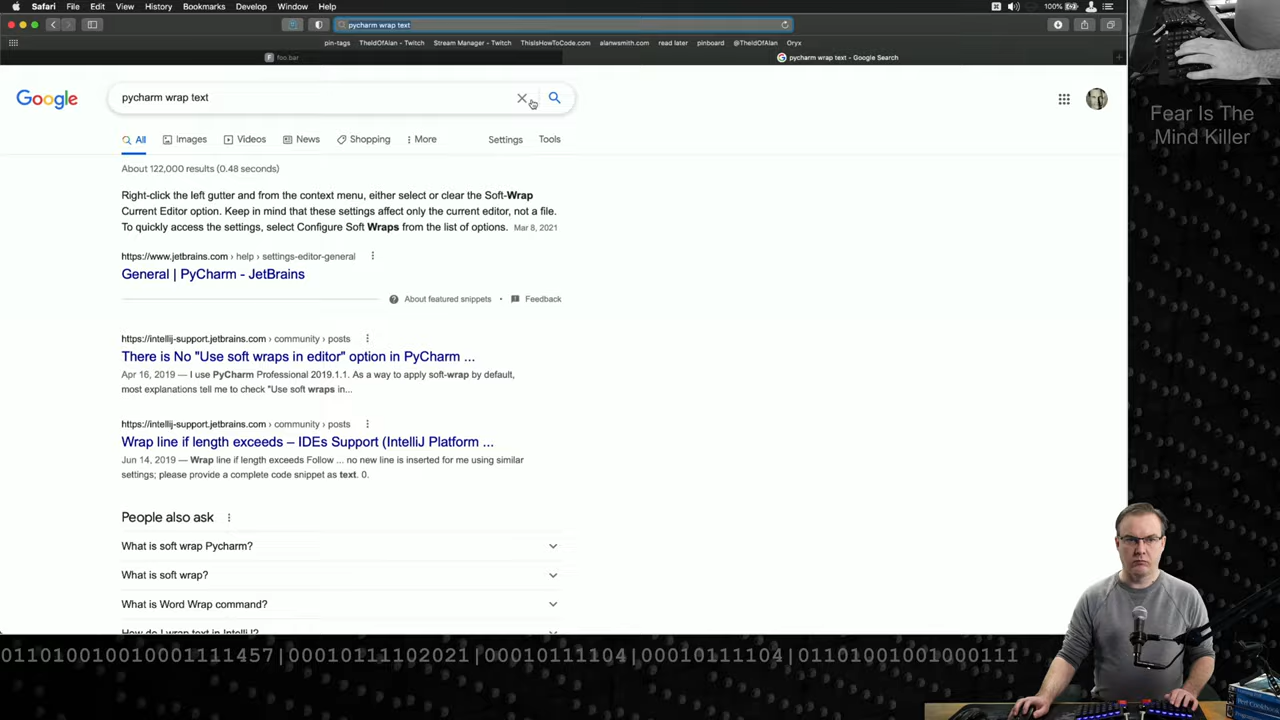 Safari File Edit View History Bookmarks Develop Window Help 100%
pycharm wrap text
pin-tags TheIdOfAlan - Twitch Stream Manager - Twitch ThisIsHowToCode.com alanwsmith.com read later pinboard @TheIdOfAlan Oryx
F foo.bar
G pycharm wrap text - Google Search
Google
pycharm wrap text
All Images Videos News Shopping More Settings Tools
About 122,000 results (0.48 seconds)
Right-click the left gutter and from the context menu, either select or clear the Soft-Wrap
Current Editor option. Keep in mind that these settings affect only the current editor, not a file.
To quickly access the settings, select Configure Soft Wraps from the list of options. Mar 8, 2021
https://www.jetbrains.com › help › settings-editor-general
General | PyCharm - JetBrains
About featured snippets • Feedback
https://intellij-support.jetbrains.com › community › posts
There is No "Use soft wraps in editor" option in PyCharm ...
Apr 16, 2019 — I use PyCharm Professional 2019.1.1. As a way to apply soft-wrap by default,
most explanations tell me to check "Use soft wraps in...
https://intellij-support.jetbrains.com › community › posts
Wrap line if length exceeds – IDEs Support (IntelliJ Platform ...
Jun 14, 2019 — Wrap line if length exceeds Follow ... no new line is inserted for me using similar
settings; please provide a complete code snippet as text. 0.
People also ask
What is soft wrap Pycharm?
What is soft wrap?
What is Word Wrap command?
How do I wrap text in IntelliJ?
Fear Is The
Mind Killer
011010010010001111457|00010111102021|00010111104|00010111104|0110100100100​0111